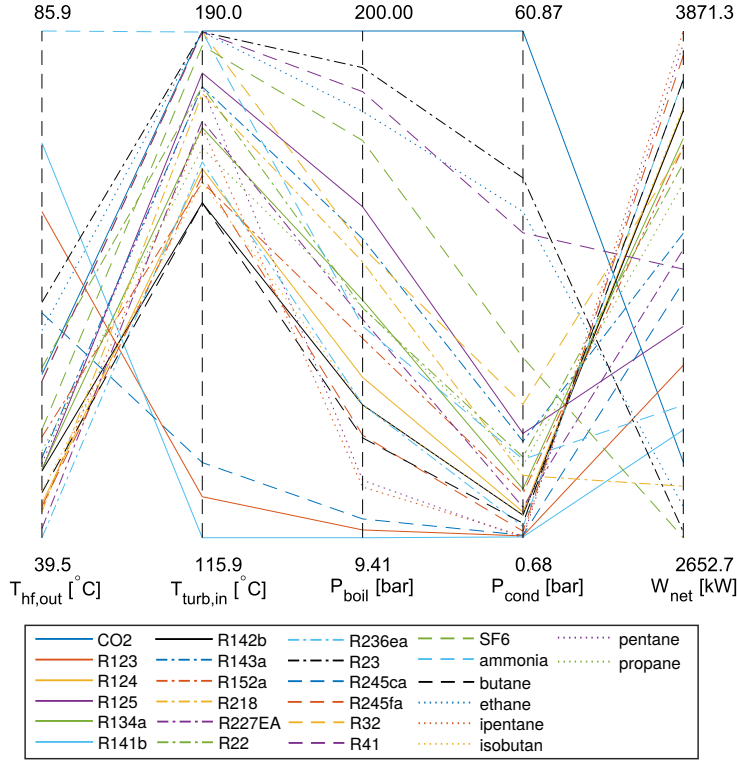 85.9 190.0 200.00 60.87 3871.3
39.5 115.9 9.41 0.68 2652.7
T_hf,out [°C] T_turb,in [°C] P_boil [bar] P_cond [bar] W_net [kW]
CO2 R142b R236ea SF6 pentane
R123 R143a R23 ammonia propane
R124 R152a R245ca butane
R125 R218 R245fa ethane
R134a R227EA R32 ipentane
R141b R22 R41 isobutan